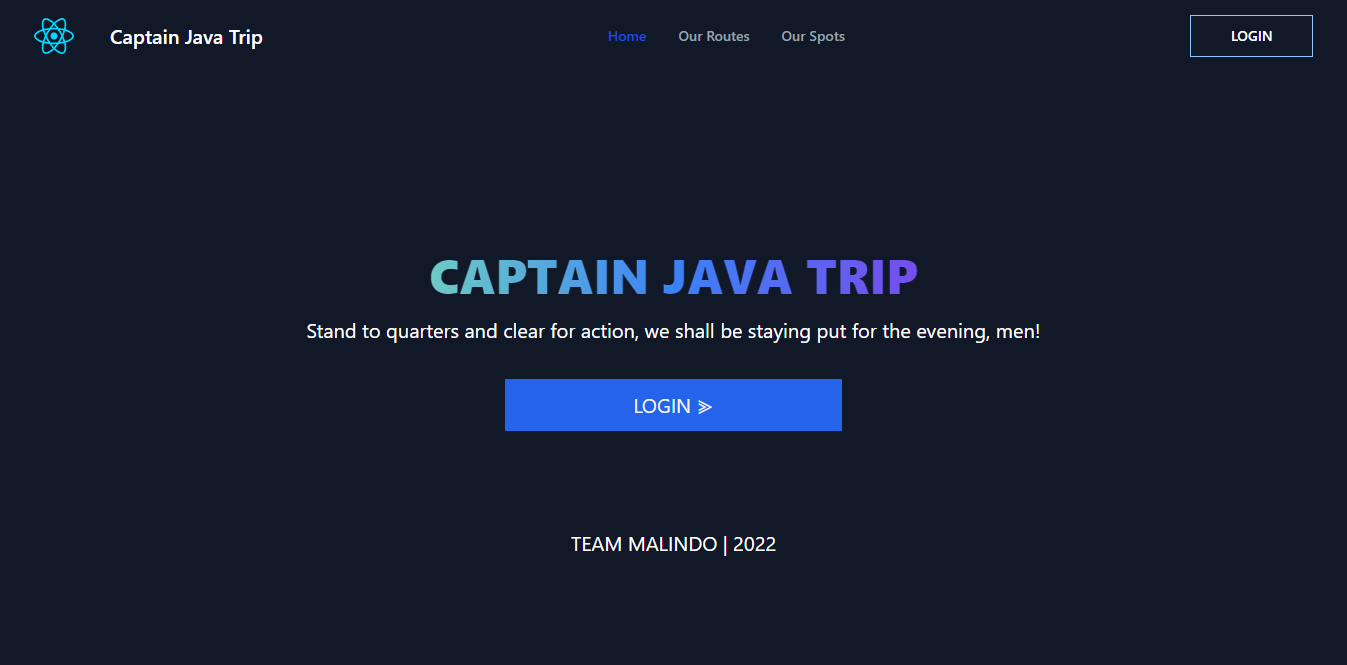 Captain Java Trip
Home
Our Routes
Our Spots
LOGIN
CAPTAIN JAVA TRIP
Stand to quarters and clear for action, we shall be staying put for the evening, men!
LOGIN ⫸
TEAM MALINDO | 2022